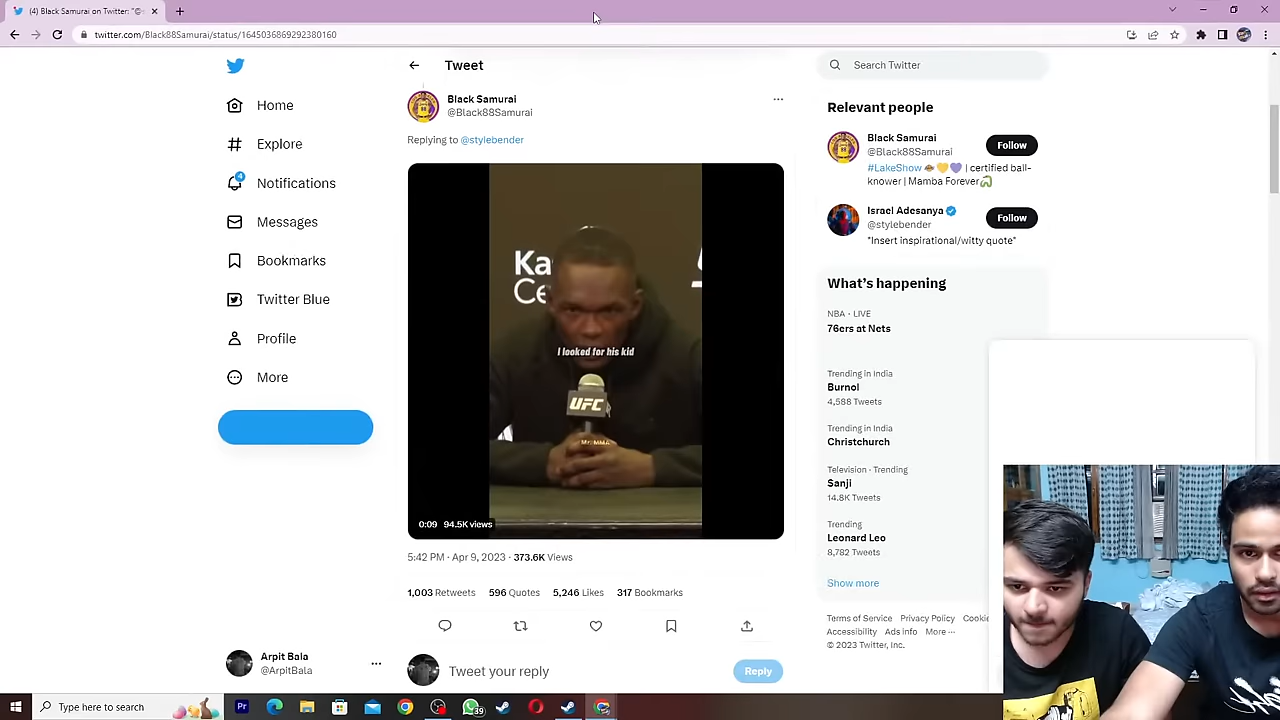 (4) Black Samurai on Twitter: "@
twitter.com/Black88Samurai/status/1645036869292380160
Home
Explore
4
Notifications
Messages
Bookmarks
Twitter Blue
Profile
More
Arpit Bala
@ArpitBala
Tweet
Black Samurai
@Black88Samurai
Replying to @stylebender
I looked for his kid
UFC
Mr. MMA
0:09 94.5K views
5:42 PM · Apr 9, 2023 · 373.6K Views
1,003 Retweets 596 Quotes 5,246 Likes 317 Bookmarks
Tweet your reply
Reply
Search Twitter
Relevant people
Black Samurai
@Black88Samurai
Follow
#LakeShow | certified ball-
knower | Mamba Forever
Israel Adesanya
@stylebender
Follow
"Insert inspirational/witty quote"
What's happening
NBA · LIVE
76ers at Nets
Trending in India
Burnol
4,588 Tweets
Trending in India
Christchurch
Television · Trending
Sanji
14.8K Tweets
Trending
Leonard Leo
8,782 Tweets
Show more
Terms of Service Privacy Policy Cookie
Accessibility Ads info More ···
© 2023 Twitter, Inc.
Type here to search
Pr
89